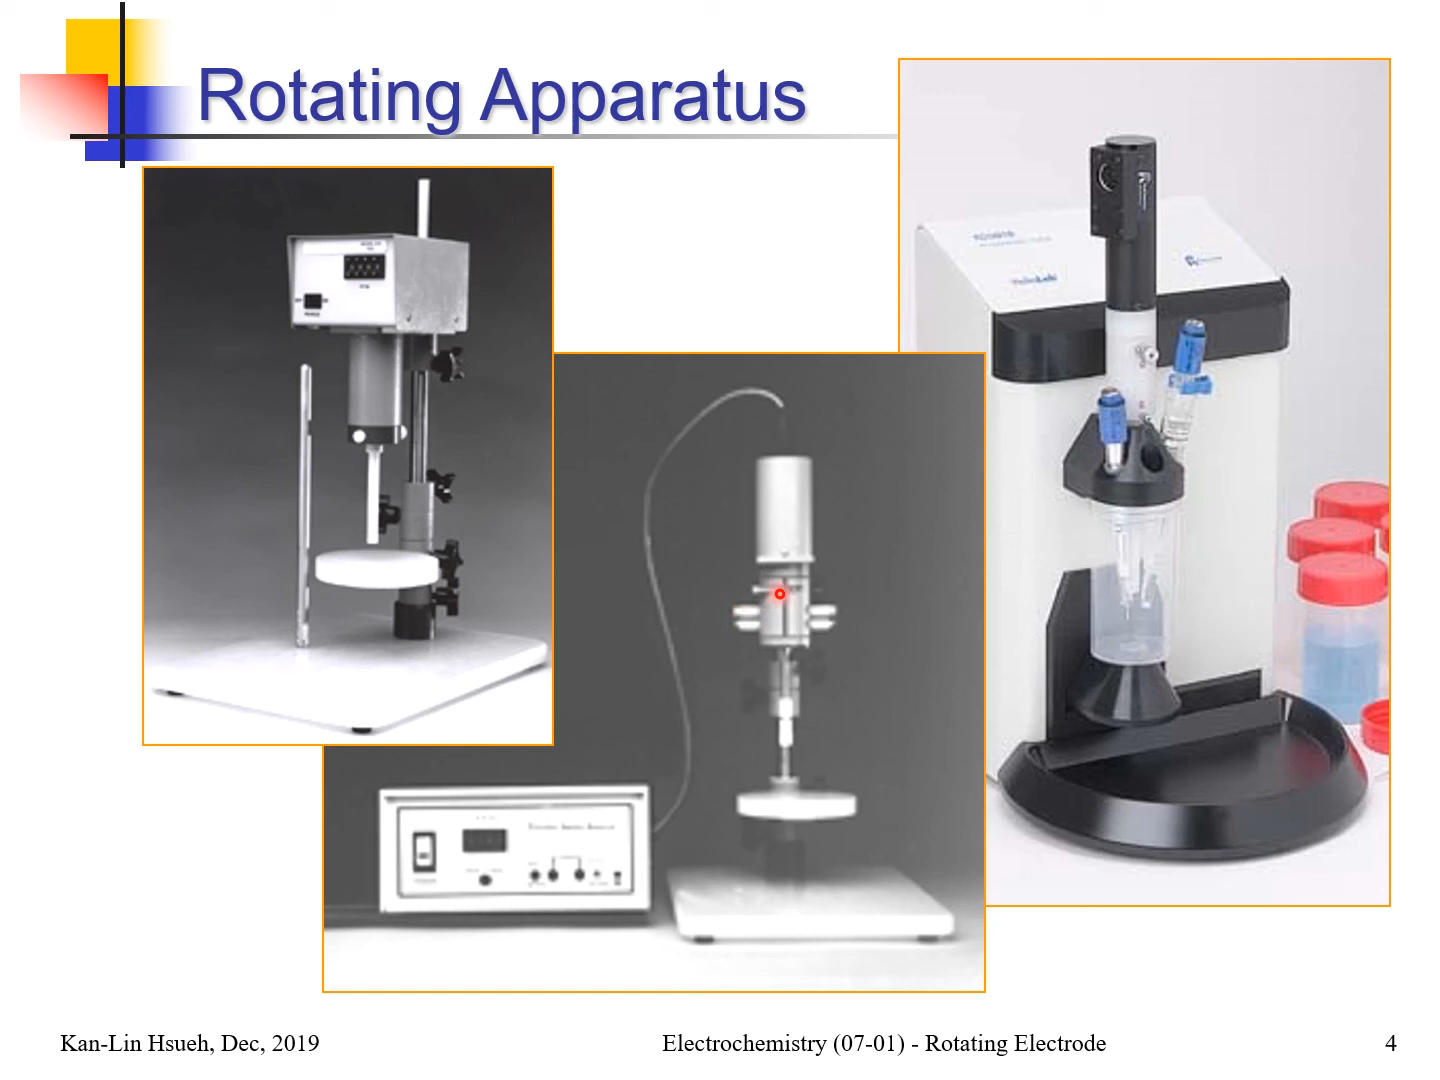 Rotating Apparatus
Kan-Lin Hsueh, Dec, 2019
Electrochemistry (07-01) - Rotating Electrode
4